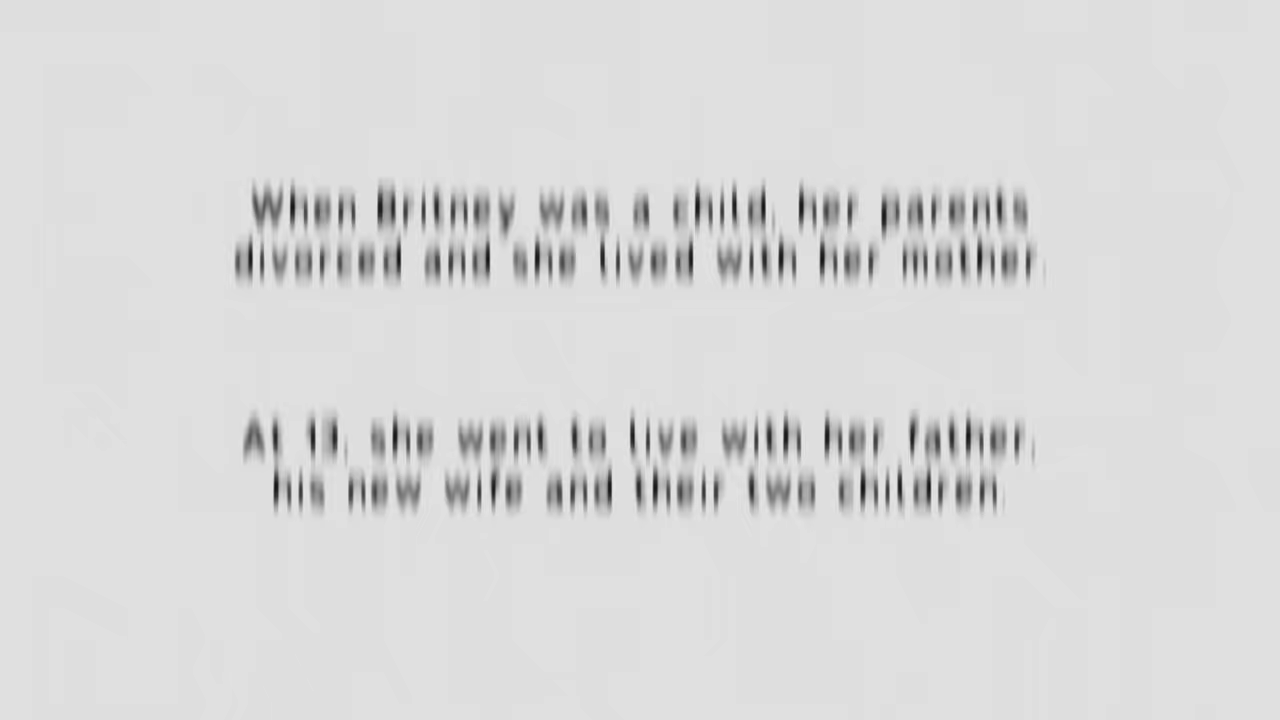 When Britney was a child, her parents
divorced and she lived with her mother.
At 13, she went to live with her father,
his new wife and their two children.